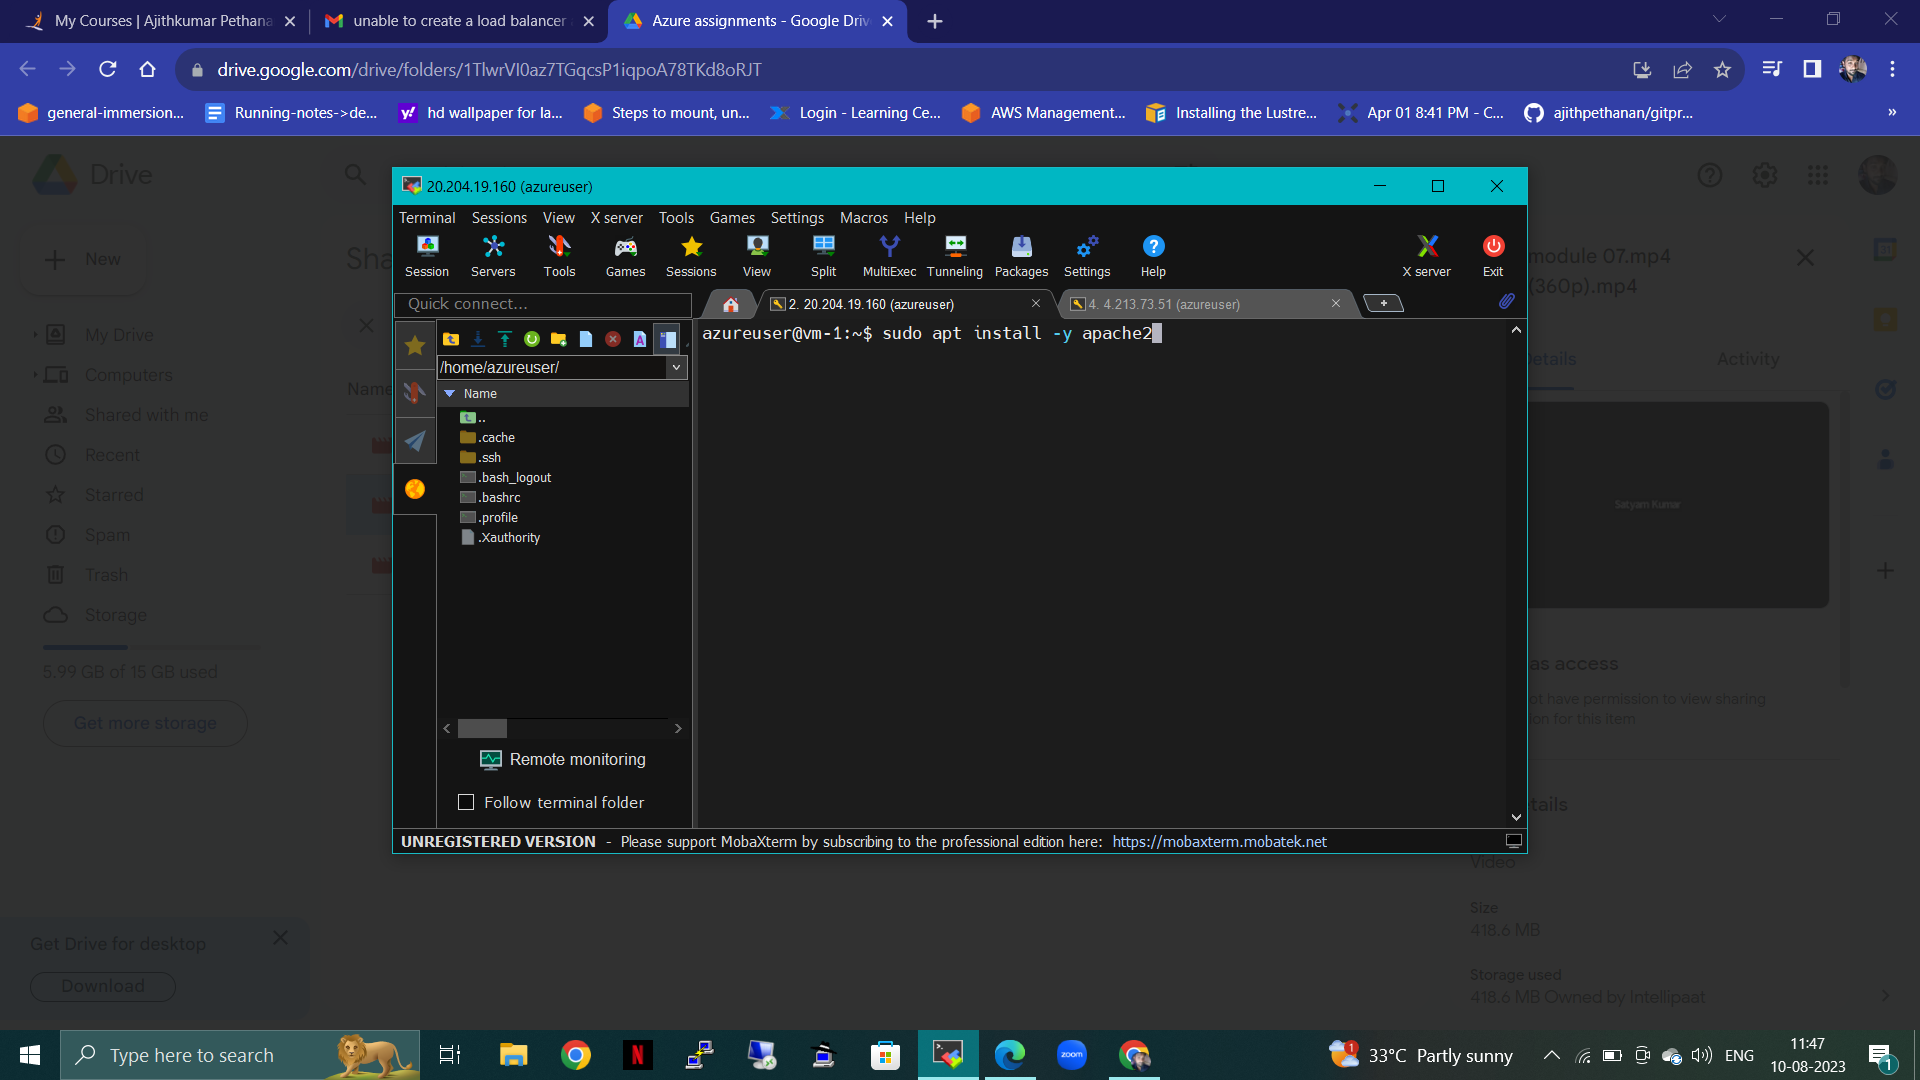 My Courses | Ajithkumar Pethana
unable to create a load balancer
Azure assignments - Google Driv
drive.google.com/drive/folders/1TlwrVI0az7TGqcsP1iqpoA78TKd8oRJT
general-immersion...
Running-notes->de...
hd wallpaper for la...
Steps to mount, un...
Login - Learning Ce...
AWS Management...
Installing the Lustre...
Apr 01 8:41 PM - C...
ajithpethanan/gitpr...
»
Drive
New
Sha
My Drive
Computers
Shared with me
Recent
Starred
Spam
Trash
Storage
5.99 GB of 15 GB used
Get more storage
Name
Get Drive for desktop
Download
20.204.19.160 (azureuser)
Terminal Sessions View X server Tools Games Settings Macros Help
Session Servers Tools Games Sessions View Split MultiExec Tunneling Packages Settings Help X server Exit
Quick connect...
2. 20.204.19.160 (azureuser)
4. 4.213.73.51 (azureuser)
/home/azureuser/
Name
..
.cache
.ssh
.bash_logout
.bashrc
.profile
.Xauthority
Remote monitoring
Follow terminal folder
azureuser@vm-1:~$ sudo apt install -y apache2
UNREGISTERED VERSION - Please support MobaXterm by subscribing to the professional edition here: https://mobaxterm.mobatek.net
module 07.mp4
(360p).mp4
etails
Activity
Satyam Kumar
as access
ot have permission to view sharing
ion for this item
etails
Video
Size
418.6 MB
Storage used
418.6 MB Owned by Intellipaat
Type here to search
zoom
33°C Partly sunny
ENG
11:47
10-08-2023
1